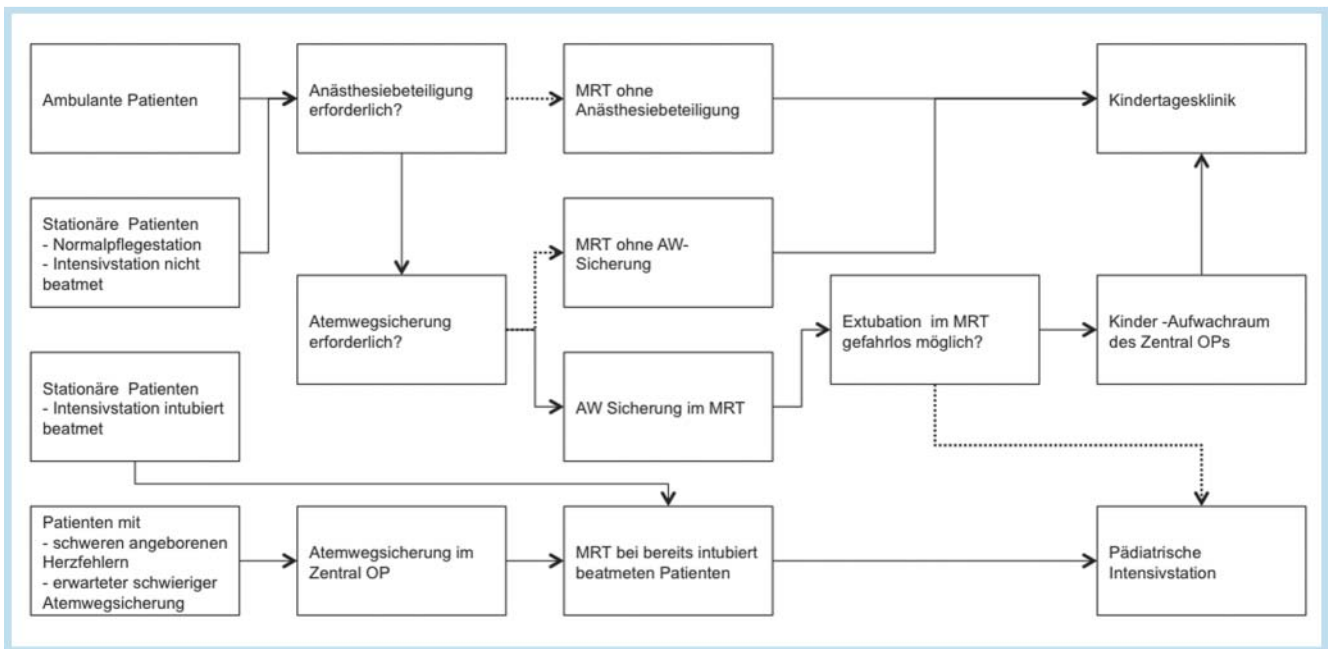 Ambulante Patienten
Anästhesiebeteiligung
erforderlich?
MRT ohne
Anästhesiebeteiligung
Kindertagesklinik
Stationäre Patienten
- Normalpflegestation
- Intensivstation nicht
beatmet
MRT ohne AW-
Sicherung
Atemwegsicherung
erforderlich?
Extubation im MRT
gefahrlos möglich?
Kinder -Aufwachraum
des Zentral OPs
Stationäre Patienten
- Intensivstation intubiert
beatmet
AW Sicherung im MRT
Patienten mit
- schweren angeborenen
Herzfehlern
- erwarteter schwieriger
Atemwegsicherung
Atemwegsicherung im
Zentral OP
MRT bei bereits intubiert
beatmeten Patienten
Pädiatrische
Intensivstation